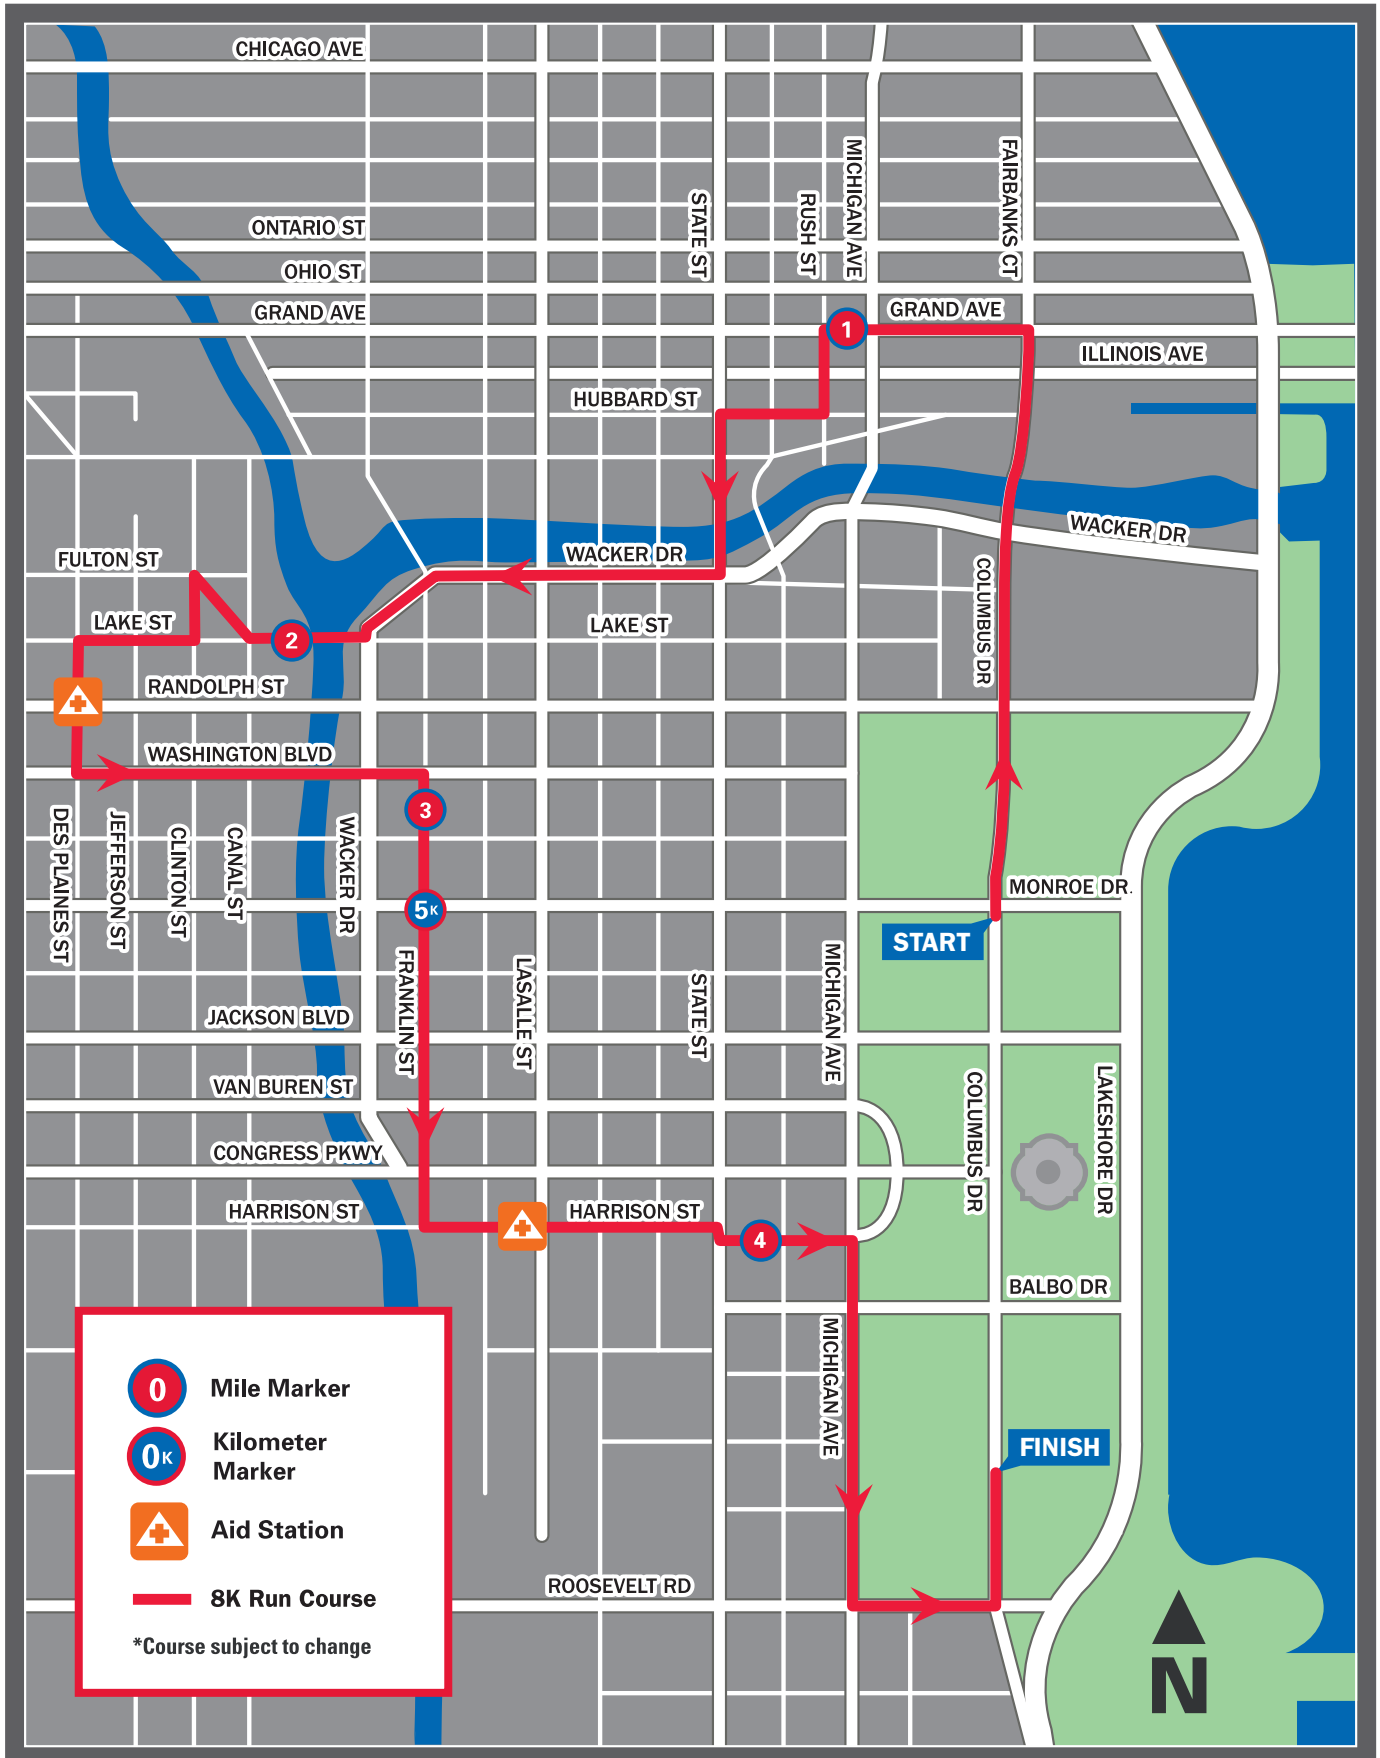 CHICAGO AVE
MICHIGAN AVE
FAIRBANKS CT
STATE ST
RUSH ST
ONTARIO ST
OHIO ST
GRAND AVE
GRAND AVE
1
ILLINOIS AVE
HUBBARD ST
WACKER DR
WACKER DR
FULTON ST
COLUMBUS DR
LAKE ST
LAKE ST
2
RANDOLPH ST
WASHINGTON BLVD
3
DES PLAINES ST
JEFFERSON ST
CLINTON ST
CANAL ST
WACKER DR
MONROE DR.
5K
START
FRANKLIN ST
LASALLE ST
STATE ST
MICHIGAN AVE
JACKSON BLVD
VAN BUREN ST
COLUMBUS DR
LAKESHORE DR
CONGRESS PKWY
HARRISON ST
HARRISON ST
4
BALBO DR
MICHIGAN AVE
0
Mile Marker
FINISH
0K
Kilometer
Marker
Aid Station
ROOSEVELT RD
8K Run Course
*Course subject to change
N